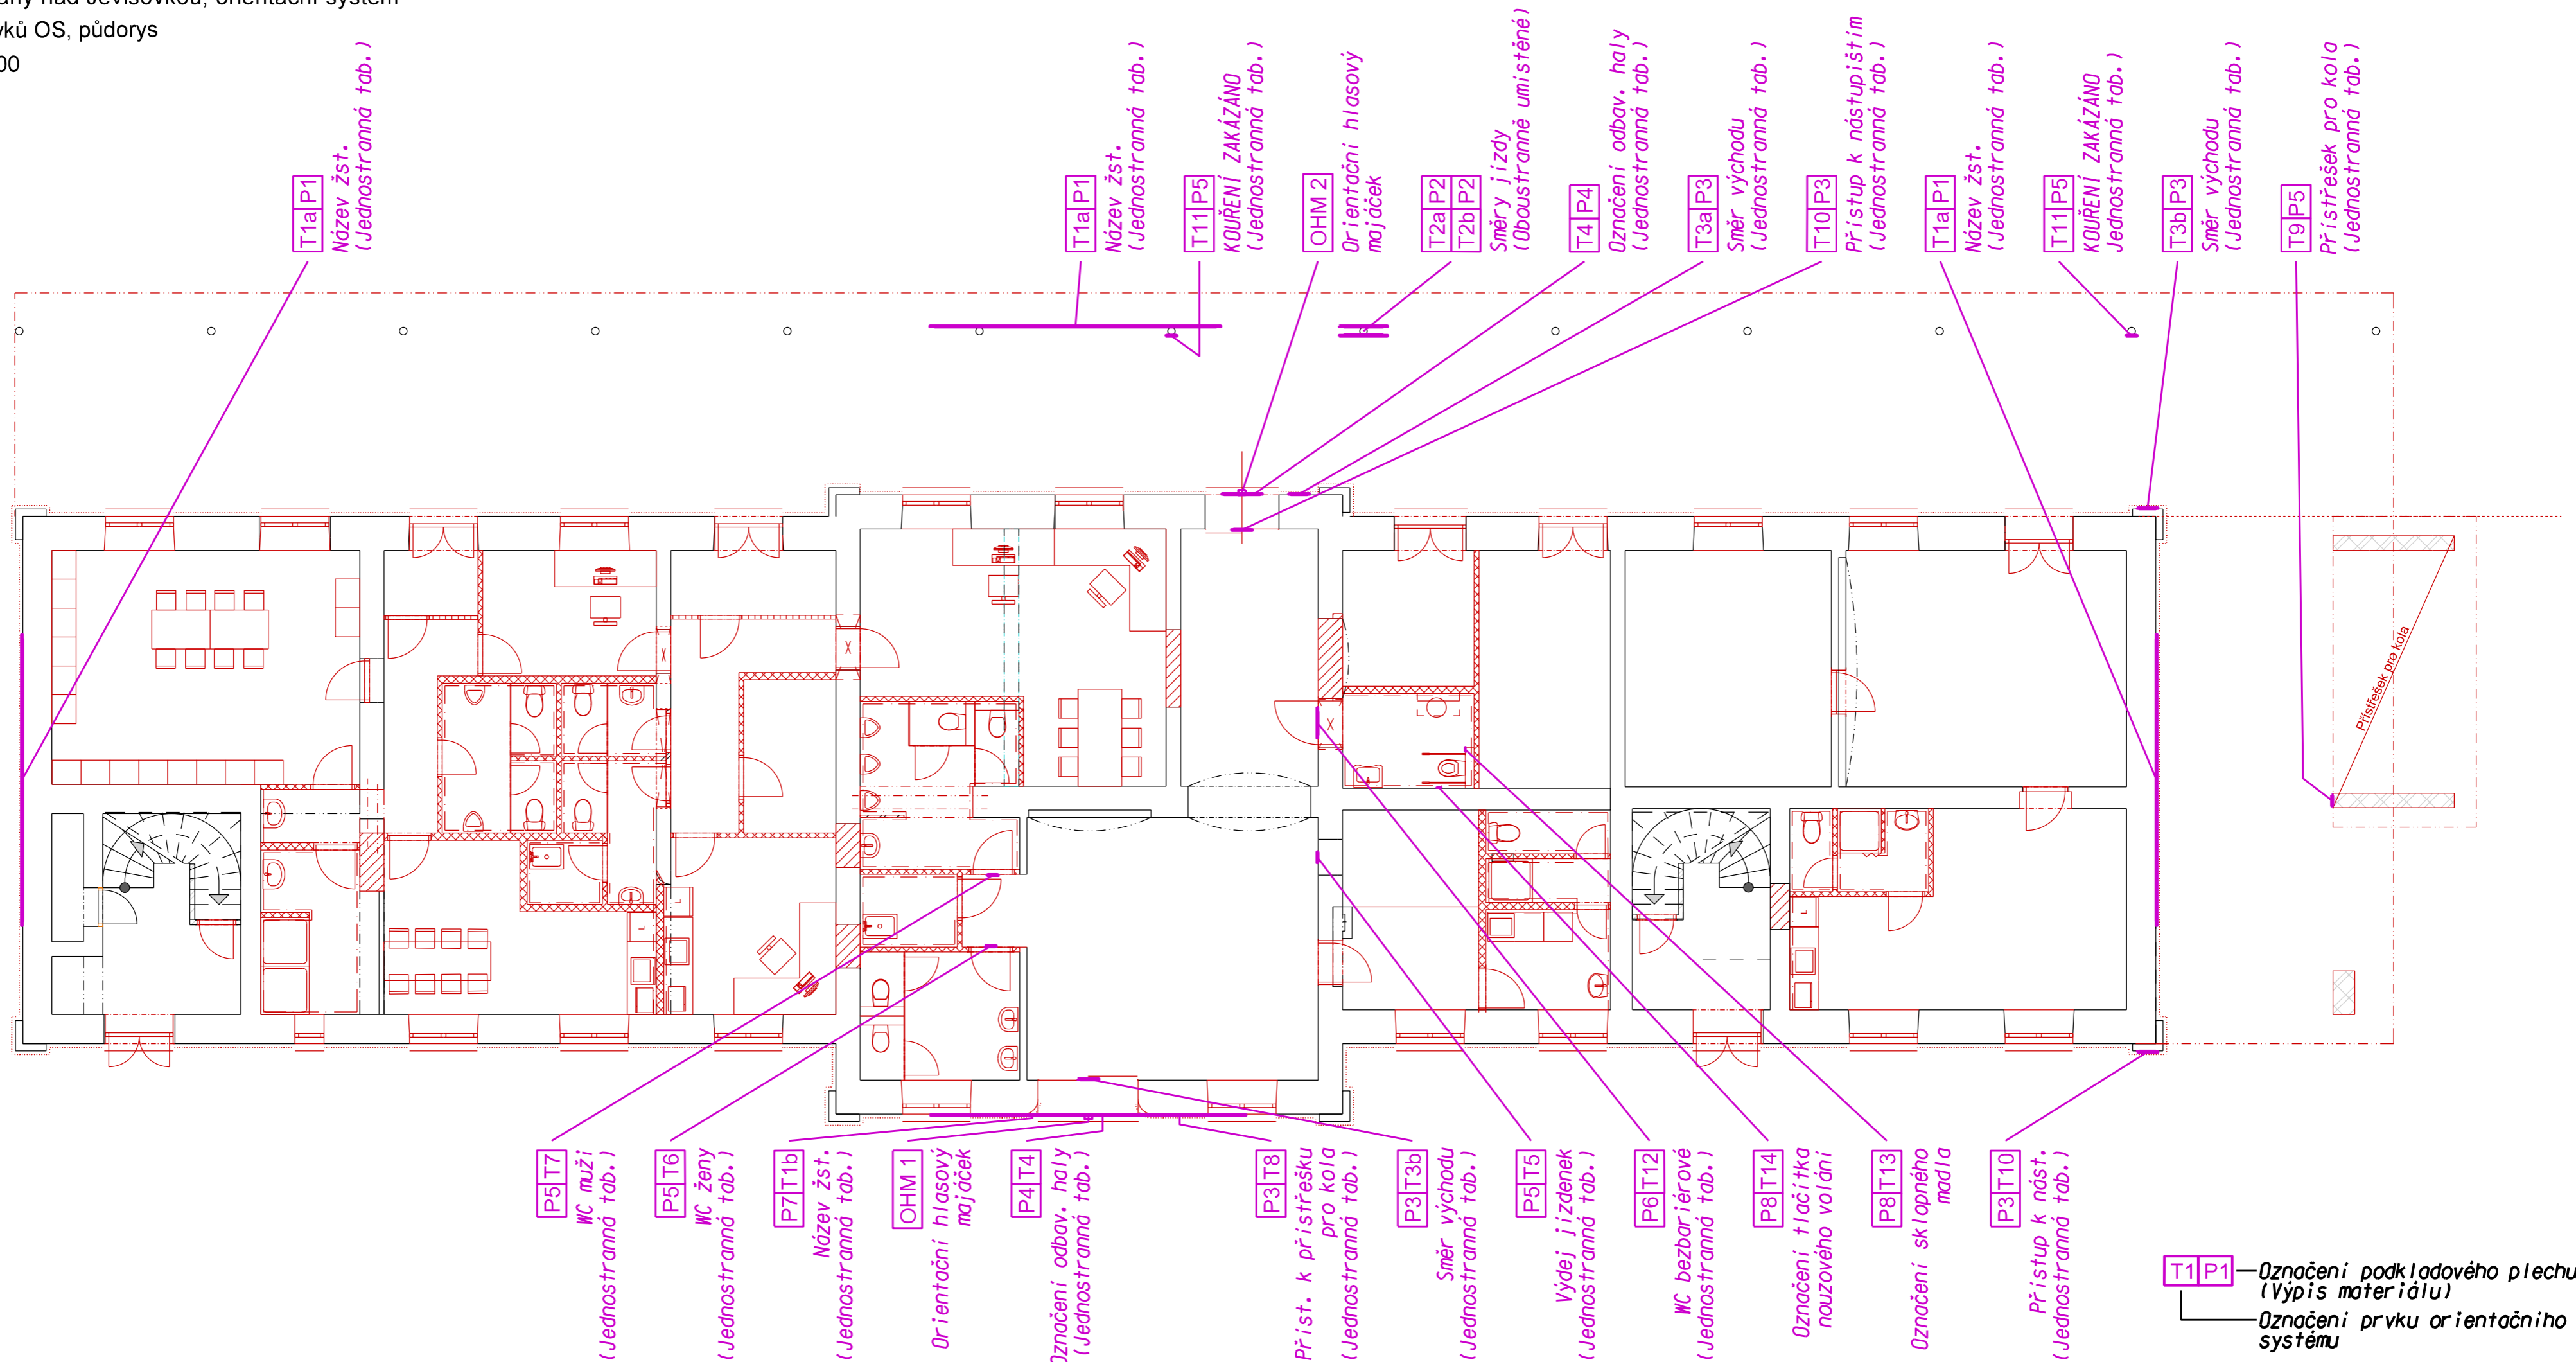 vků OS, půdorys
00
T1a P1
Název žst.
(Jednostranná tab.)
T1a P1
Název žst.
(Jednostranná tab.)
T11 P5
KOUŘENÍ ZAKÁZÁNO
(Jednostranná tab.)
OHM 2
Orientační hlasový
majáček
T2a P2
T2b P2
Směry jízdy
(Oboustranné umístěné)
T4 P4
Označení odbav. haly
(Jednostranná tab.)
T3a P3
Směr východu
(Jednostranná tab.)
T10 P3
Přístup k nástupištím
(Jednostranná tab.)
T1a P1
Název žst.
(Jednostranná tab.)
T11 P5
KOUŘENÍ ZAKÁZÁNO
Jednostranná tab.)
T3b P3
Směr východu
(Jednostranná tab.)
T9 P5
Přístřešek pro kola
(Jednostranná tab.)
Přístřešek pro kola
X
X
X
L
L
L
P5 T7
WC muži
(Jednostranná tab.)
P5 T6
WC ženy
(Jednostranná tab.)
P7 T1b
Název žst.
(Jednostranná tab.)
OHM 1
Orientační hlasový
majáček
P4 T4
Označení odbav. haly
(Jednostranná tab.)
P3 T8
Příst. k přístřešku
pro kola
(Jednostranná tab.)
P3 T3b
Směr východu
(Jednostranná tab.)
P5 T5
Výdej jízdenek
(Jednostranná tab.)
P6 T12
WC bezbariérové
(Jednostranná tab.)
P8 T14
Označení tlačítka
nouzového volání
P8 T13
Označení sklopného
madla
P3 T10
Přístup k nást.
(Jednostranná tab.)
T1 P1
Označení podkladového plechu
(Výpis materiálu)
Označení prvku orientačního
systému